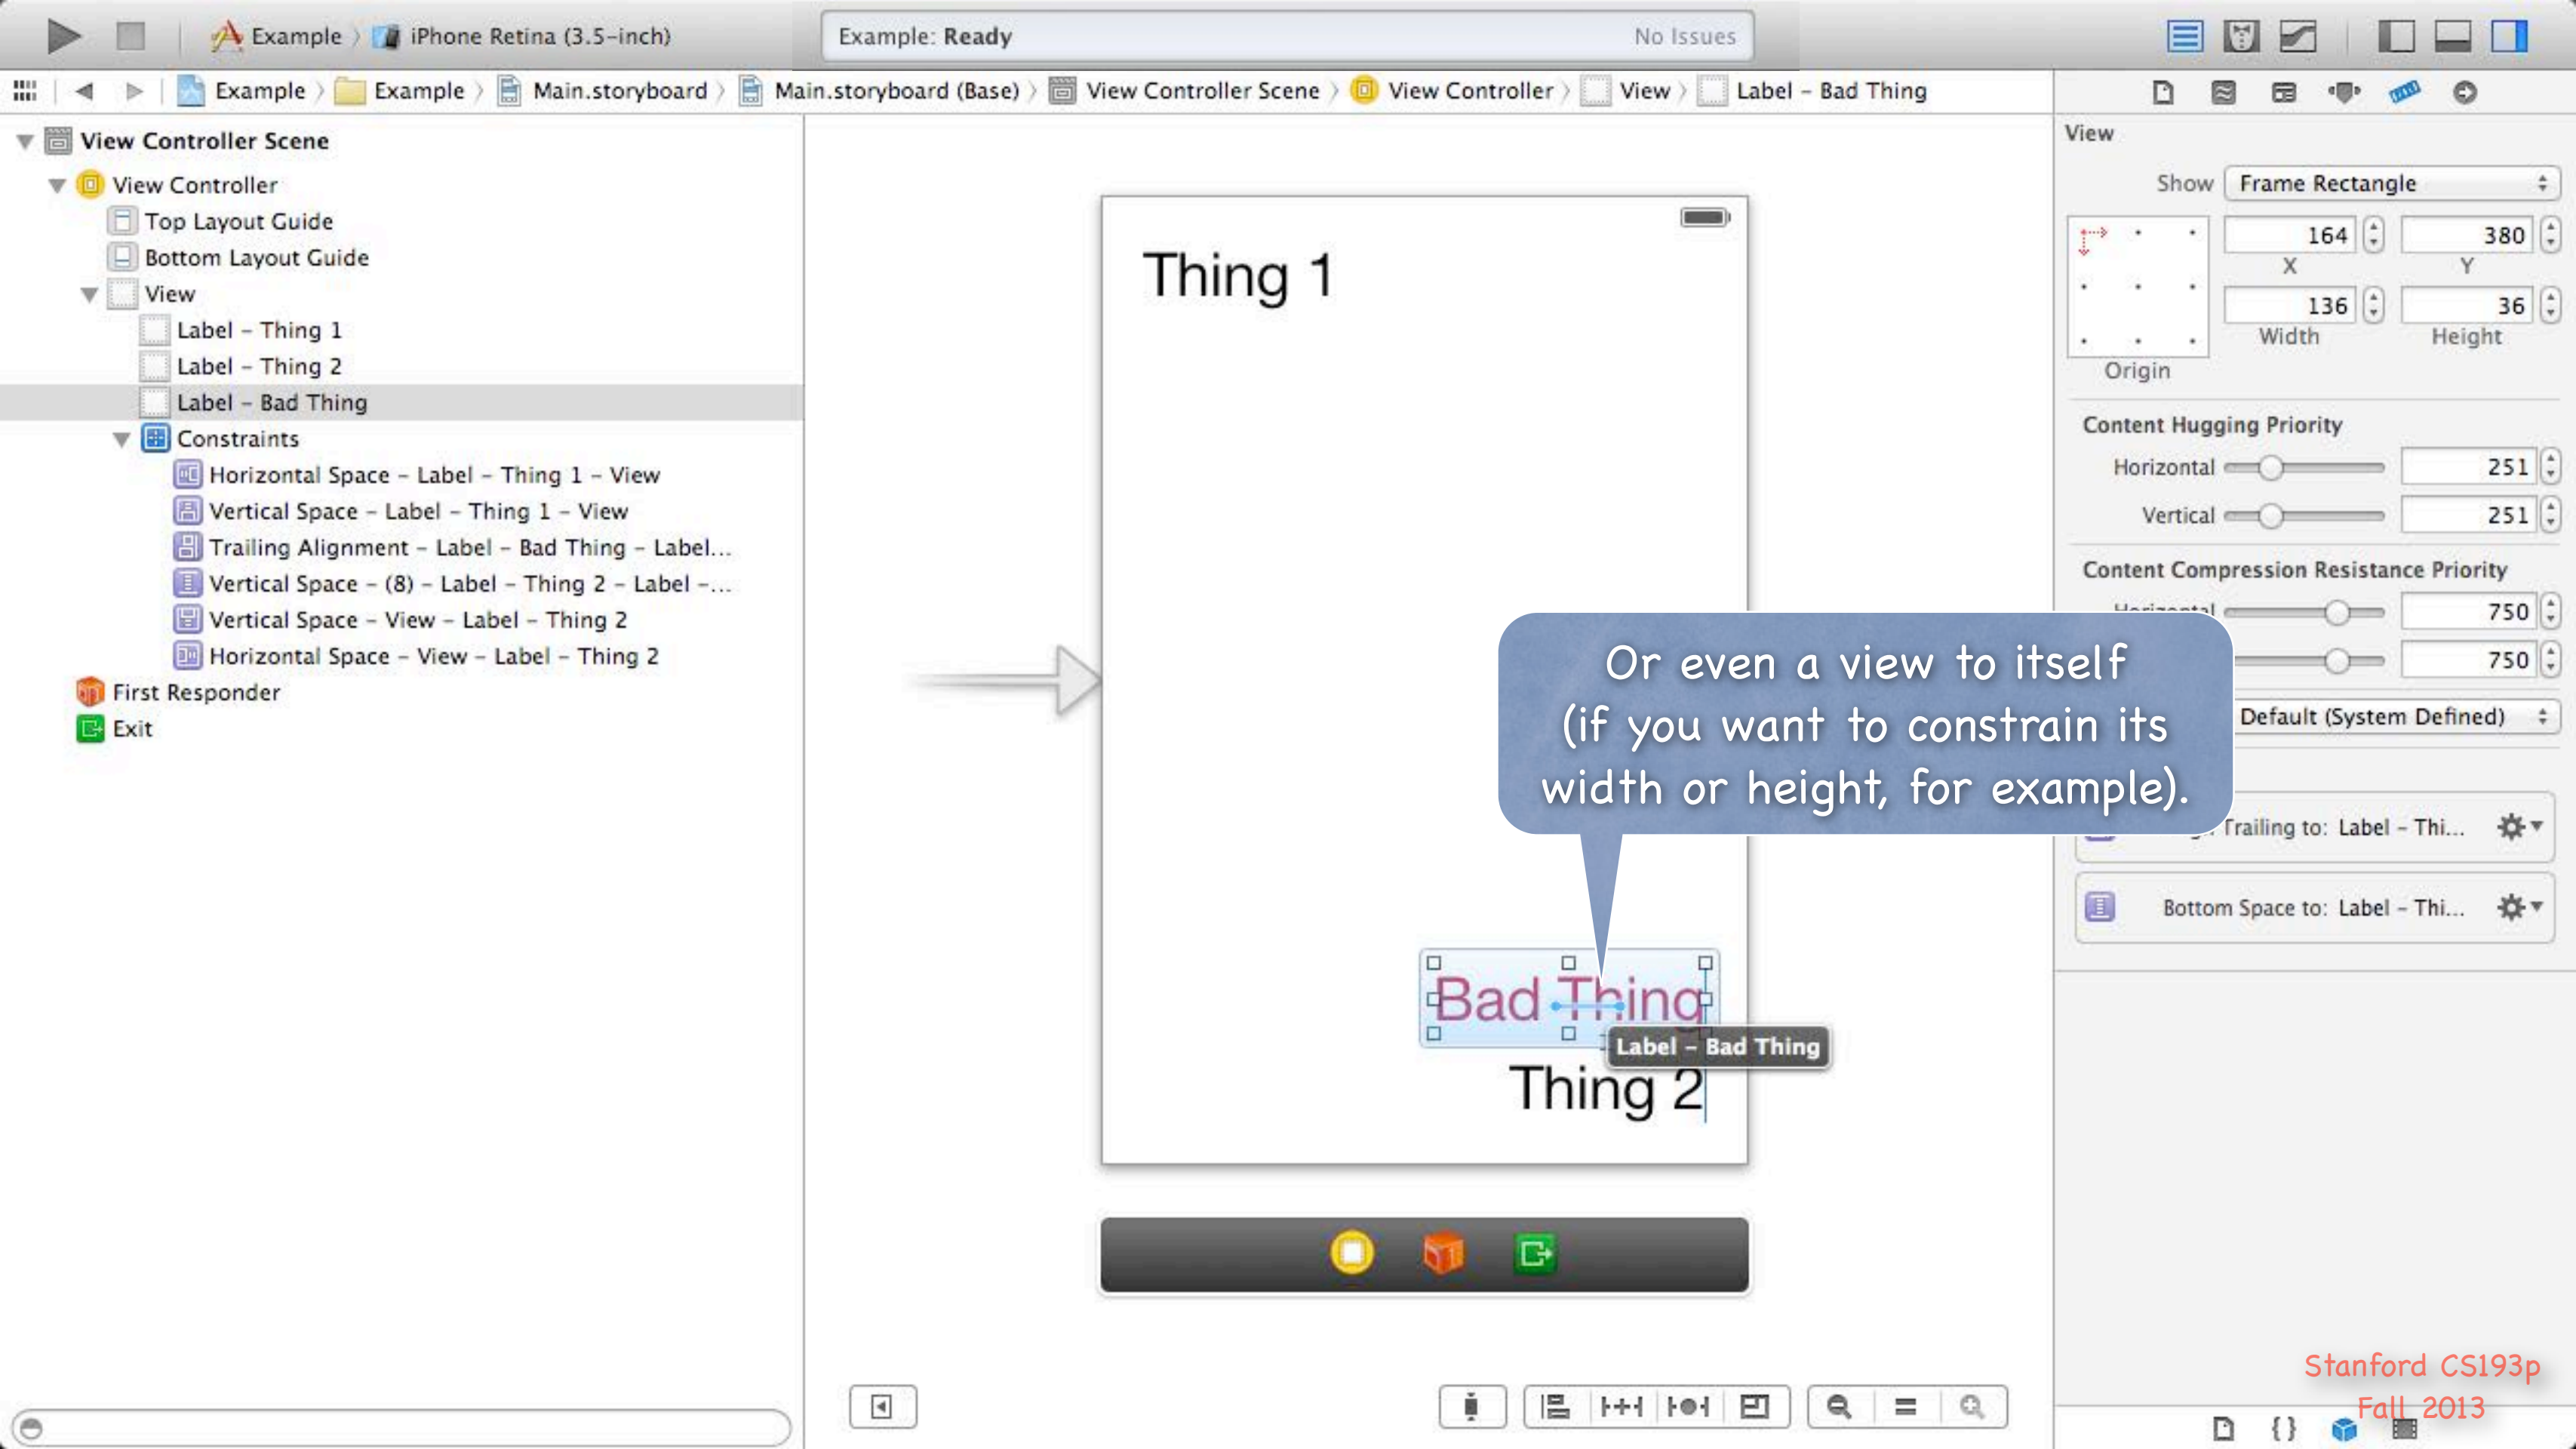 Example
iPhone Retina (3.5-inch)
Example: Ready
No Issues
Example
Example
Main.storyboard
Main.storyboard (Base)
View Controller Scene
View Controller
View
Label – Bad Thing
View Controller Scene
View Controller
Top Layout Guide
Bottom Layout Guide
View
Label – Thing 1
Label – Thing 2
Label – Bad Thing
Constraints
Horizontal Space – Label – Thing 1 – View
Vertical Space – Label – Thing 1 – View
Trailing Alignment – Label – Bad Thing – Label...
Vertical Space – (8) – Label – Thing 2 – Label –...
Vertical Space – View – Label – Thing 2
Horizontal Space – View – Label – Thing 2
First Responder
Exit
Thing 1
Or even a view to itself
(if you want to constrain its
width or height, for example).
Bad Thing
Label – Bad Thing
Thing 2
View
Show Frame Rectangle
164 380
X Y
136 36
Width Height
Origin
Content Hugging Priority
Horizontal 251
Vertical 251
Content Compression Resistance Priority
Horizontal 750
750
Default (System Defined)
Trailing to: Label – Thi...
Bottom Space to: Label – Thi...
Stanford CS193p
Fall 2013